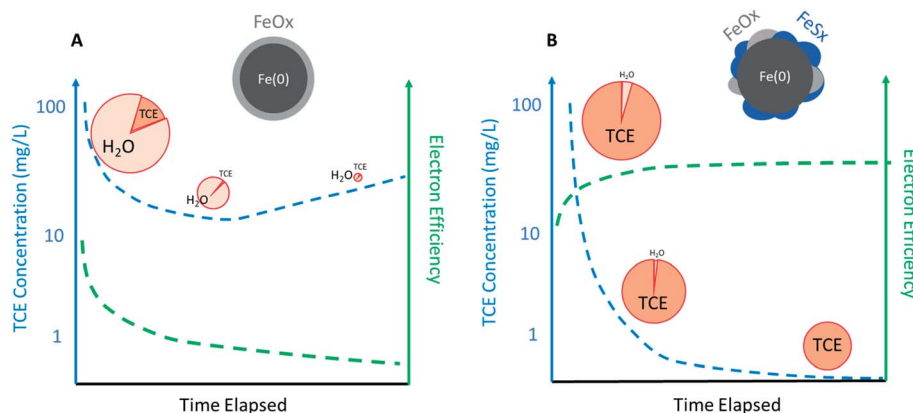 A
FeOx
Fe(0)
100
10
1
TCE Concentration (mg/L)
TCE
H₂O
TCE
H₂O
TCE
H₂O
Electron Efficiency
Time Elapsed
B
FeOx
FeSx
Fe(0)
100
10
1
TCE Concentration (mg/L)
H₂O
TCE
H₂O
TCE
TCE
Electron Efficiency
Time Elapsed